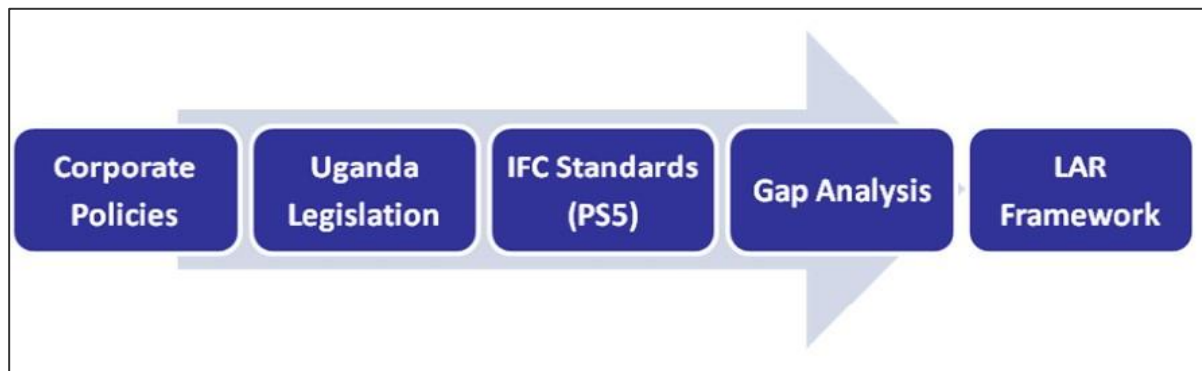 Corporate
Policies
Uganda
Legislation
IFC Standards
(PS5)
Gap Analysis
LAR
Framework